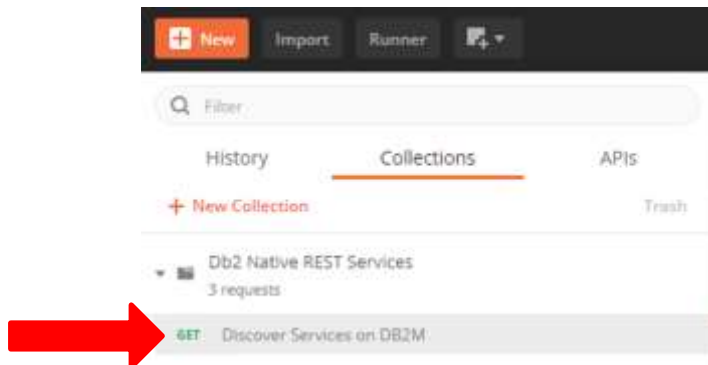 New Import Runner
Filter
History Collections APIs
+ New Collection Trash
Db2 Native REST Services
3 requests
GET Discover Services on DB2M